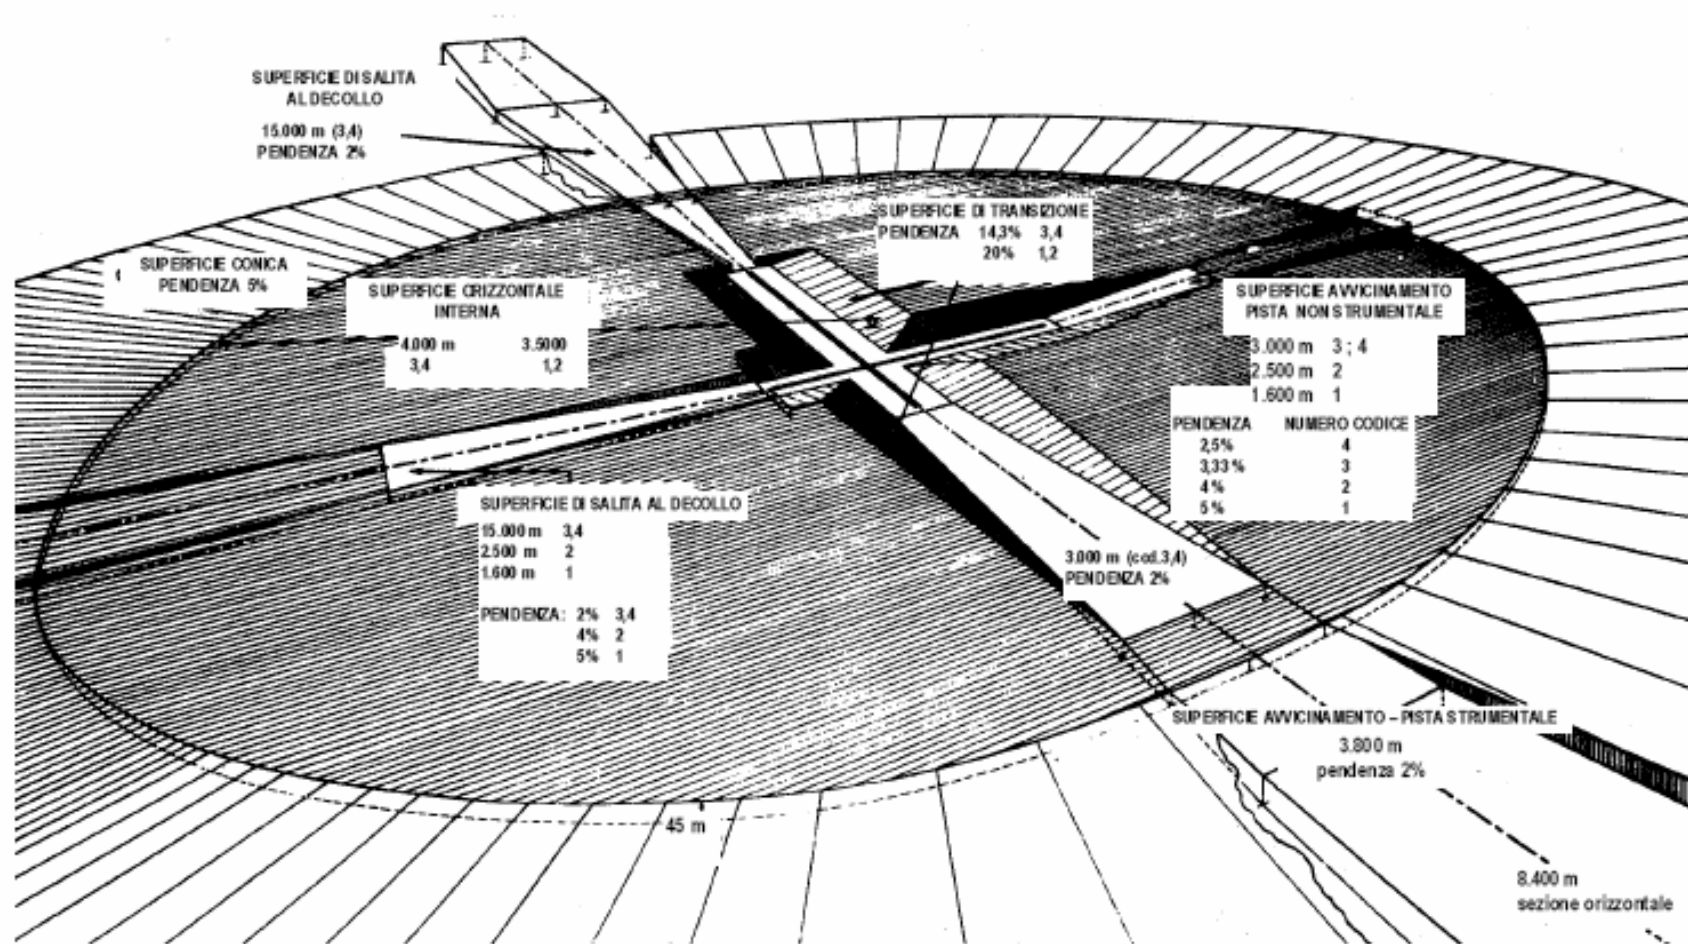 SUPERFICIE DI SALITA
AL DECOLLO
15.000 m (3,4)
PENDENZA 2%
SUPERFICIE DI TRANSIZIONE
PENDENZA 14,3% 3,4
20% 1,2
SUPERFICIE CONICA
PENDENZA 5%
SUPERFICIE ORIZZONTALE
INTERNA
4.000 m 3.5000
3,4 1,2
SUPERFICIE AVVICINAMENTO
PISTA NON STRUMENTALE
3.000 m 3 ; 4
2.500 m 2
1.600 m 1
PENDENZA NUMERO CODICE
2,5% 4
3,33 % 3
4 % 2
5 % 1
SUPERFICIE DI SALITA AL DECOLLO
15.000 m 3,4
2.500 m 2
1.600 m 1
PENDENZA: 2% 3,4
4% 2
5% 1
3.000 m (cod.3,4)
PENDENZA 2%
SUPERFICIE AVVICINAMENTO – PISTA STRUMENTALE
3.800 m
pendenza 2%
45 m
8.400 m
sezione orizzontale